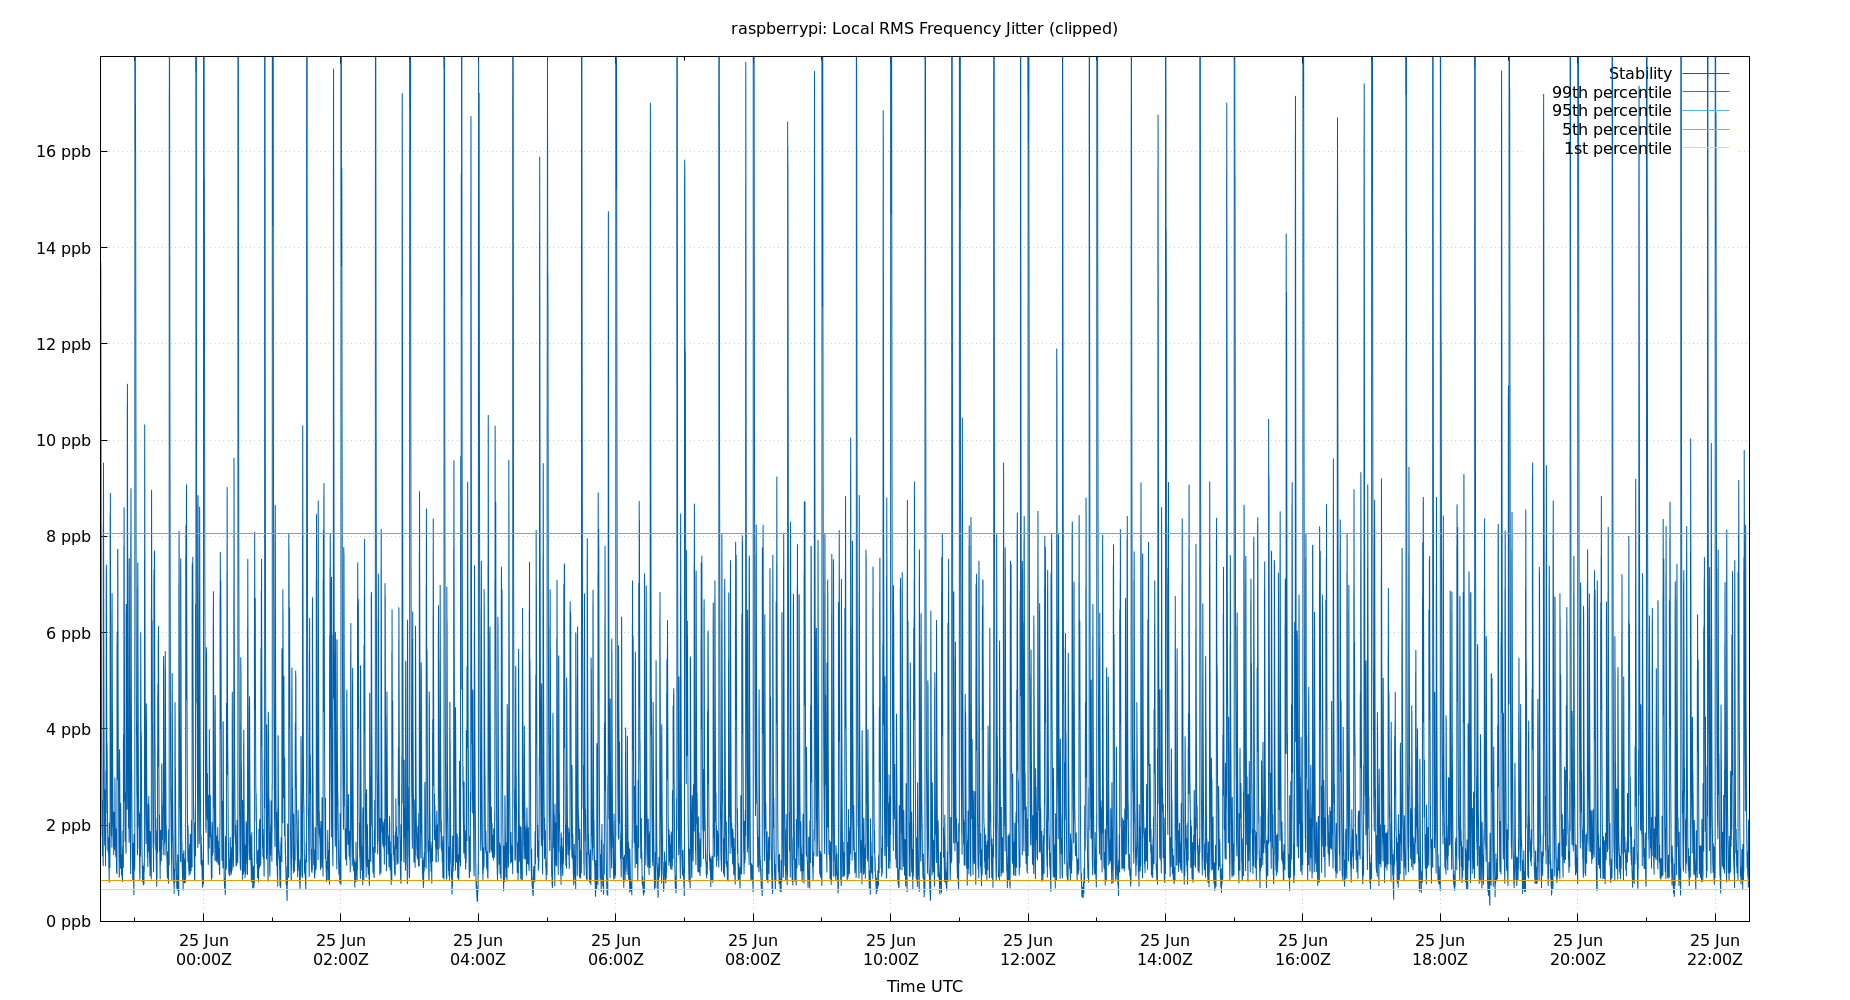 raspberrypi: Local RMS Frequency Jitter (clipped)
Stability
99th percentile
95th percentile
5th percentile
1st percentile
16 ppb
14 ppb
12 ppb
10 ppb
8 ppb
6 ppb
4 ppb
2 ppb
0 ppb
25 Jun 25 Jun 25 Jun 25 Jun 25 Jun 25 Jun 25 Jun 25 Jun 25 Jun 25 Jun 25 Jun 25 Jun
00:00Z 02:00Z 04:00Z 06:00Z 08:00Z 10:00Z 12:00Z 14:00Z 16:00Z 18:00Z 20:00Z 22:00Z
Time UTC